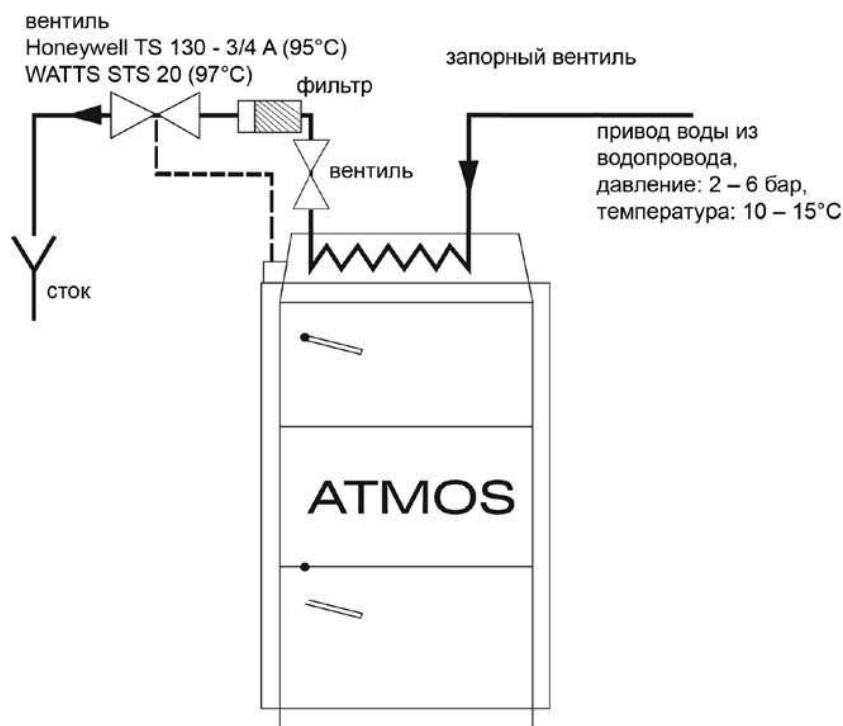 вентиль
Honeywell TS 130 - 3/4 A (95°C)
WATTS STS 20 (97°C)
фильтр
запорный вентиль
привод воды из
водопровода,
давление: 2 – 6 бар,
температура: 10 – 15°C
вентиль
сток
ATMOS